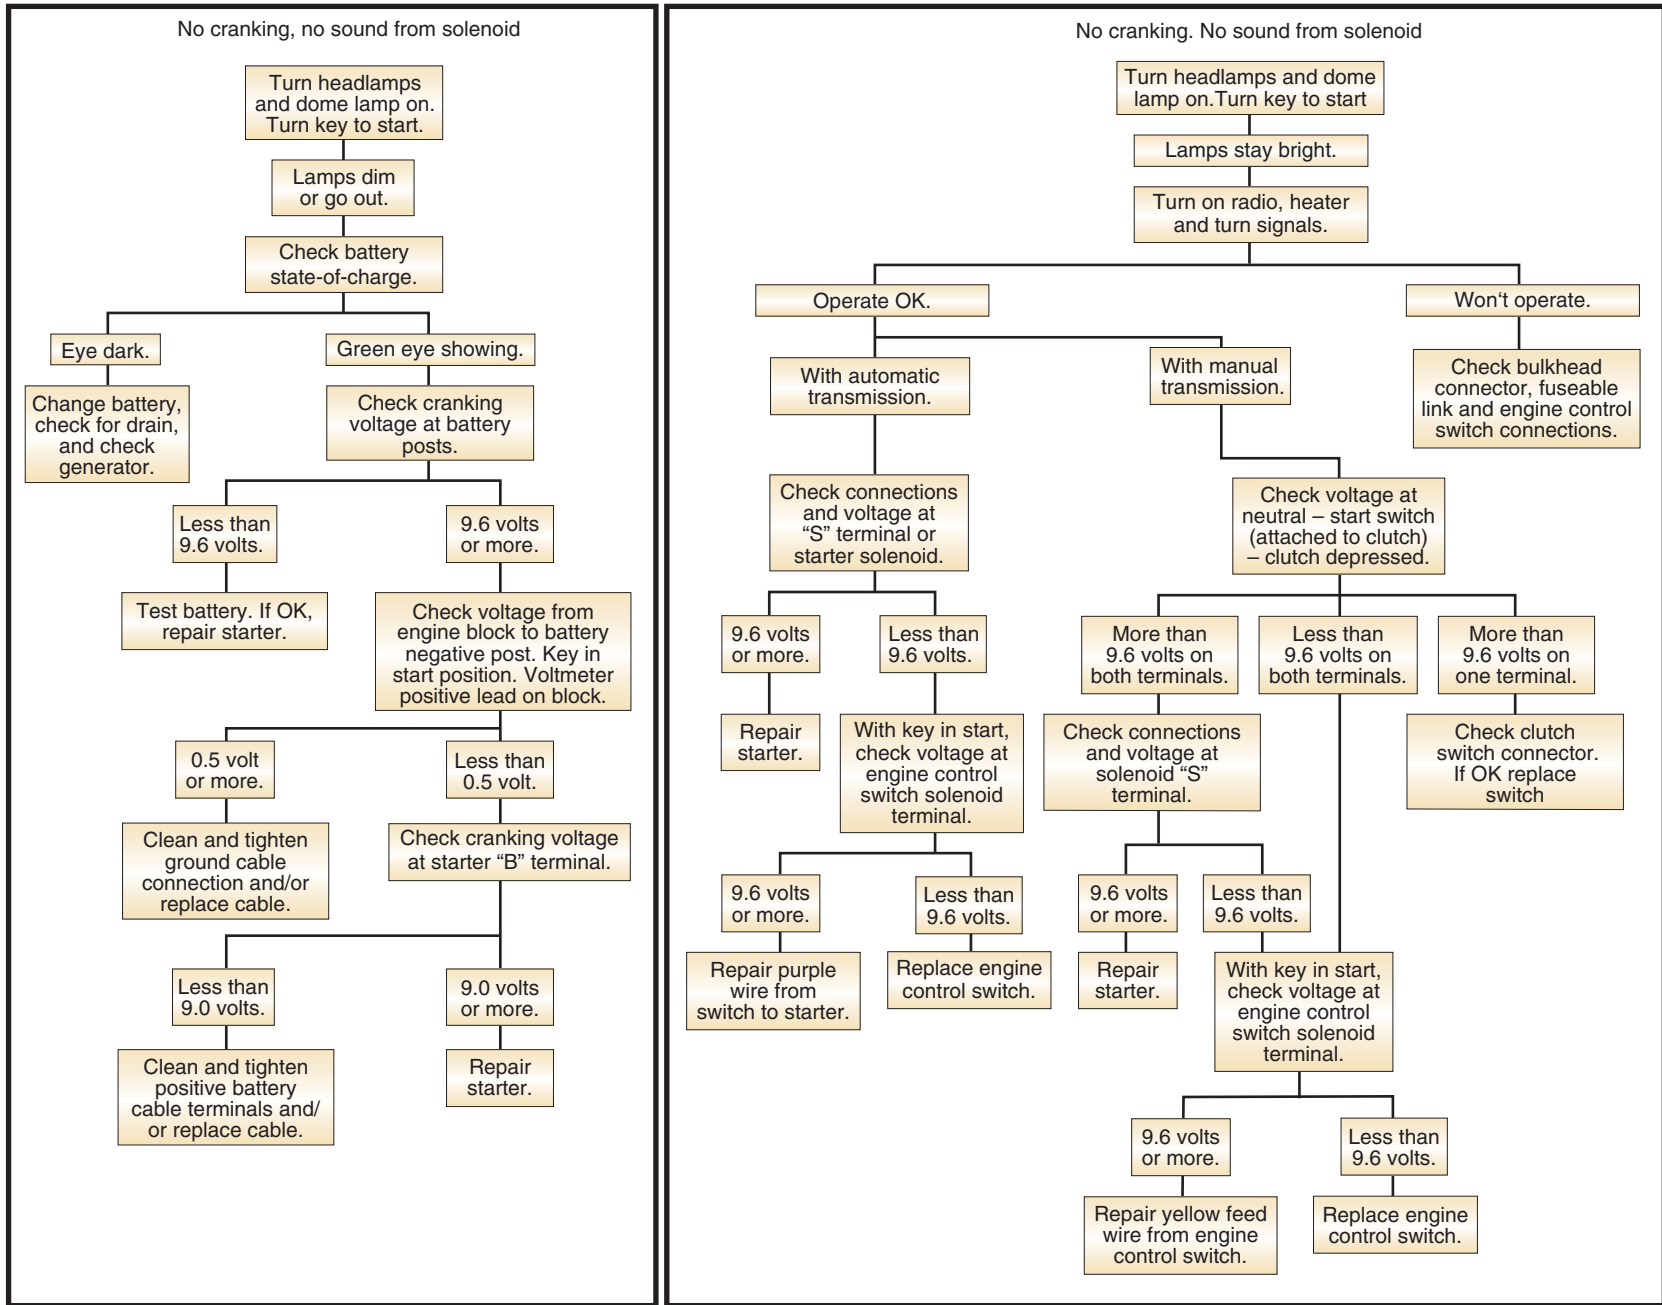 No cranking, no sound from solenoid
Turn headlamps
and dome lamp on.
Turn key to start.
Lamps dim
or go out.
Check battery
state-of-charge.
Eye dark.
Green eye showing.
Change battery,
check for drain,
and check
generator.
Check cranking
voltage at battery
posts.
Less than
9.6 volts.
9.6 volts
or more.
Test battery. If OK,
repair starter.
Check voltage from
engine block to battery
negative post. Key in
start position. Voltmeter
positive lead on block.
0.5 volt
or more.
Less than
0.5 volt.
Clean and tighten
ground cable
connection and/or
replace cable.
Check cranking voltage
at starter “B” terminal.
Less than
9.0 volts.
9.0 volts
or more.
Clean and tighten
positive battery
cable terminals and/
or replace cable.
Repair
starter.
No cranking. No sound from solenoid
Turn headlamps and dome
lamp on.Turn key to start
Lamps stay bright.
Turn on radio, heater
and turn signals.
Operate OK.
Won‘t operate.
With automatic
transmission.
With manual
transmission.
Check bulkhead
connector, fuseable
link and engine control
switch connections.
Check connections
and voltage at
“S” terminal or
starter solenoid.
Check voltage at
neutral – start switch
(attached to clutch)
– clutch depressed.
9.6 volts
or more.
Less than
9.6 volts.
More than
9.6 volts on
both terminals.
Less than
9.6 volts on
both terminals.
More than
9.6 volts on
one terminal.
Repair
starter.
With key in start,
check voltage at
engine control
switch solenoid
terminal.
Check connections
and voltage at
solenoid “S”
terminal.
Check clutch
switch connector.
If OK replace
switch
9.6 volts
or more.
Less than
9.6 volts.
9.6 volts
or more.
Less than
9.6 volts.
Repair purple
wire from
switch to starter.
Replace engine
control switch.
Repair
starter.
With key in start,
check voltage at
engine control
switch solenoid
terminal.
9.6 volts
or more.
Less than
9.6 volts.
Repair yellow feed
wire from engine
control switch.
Replace engine
control switch.